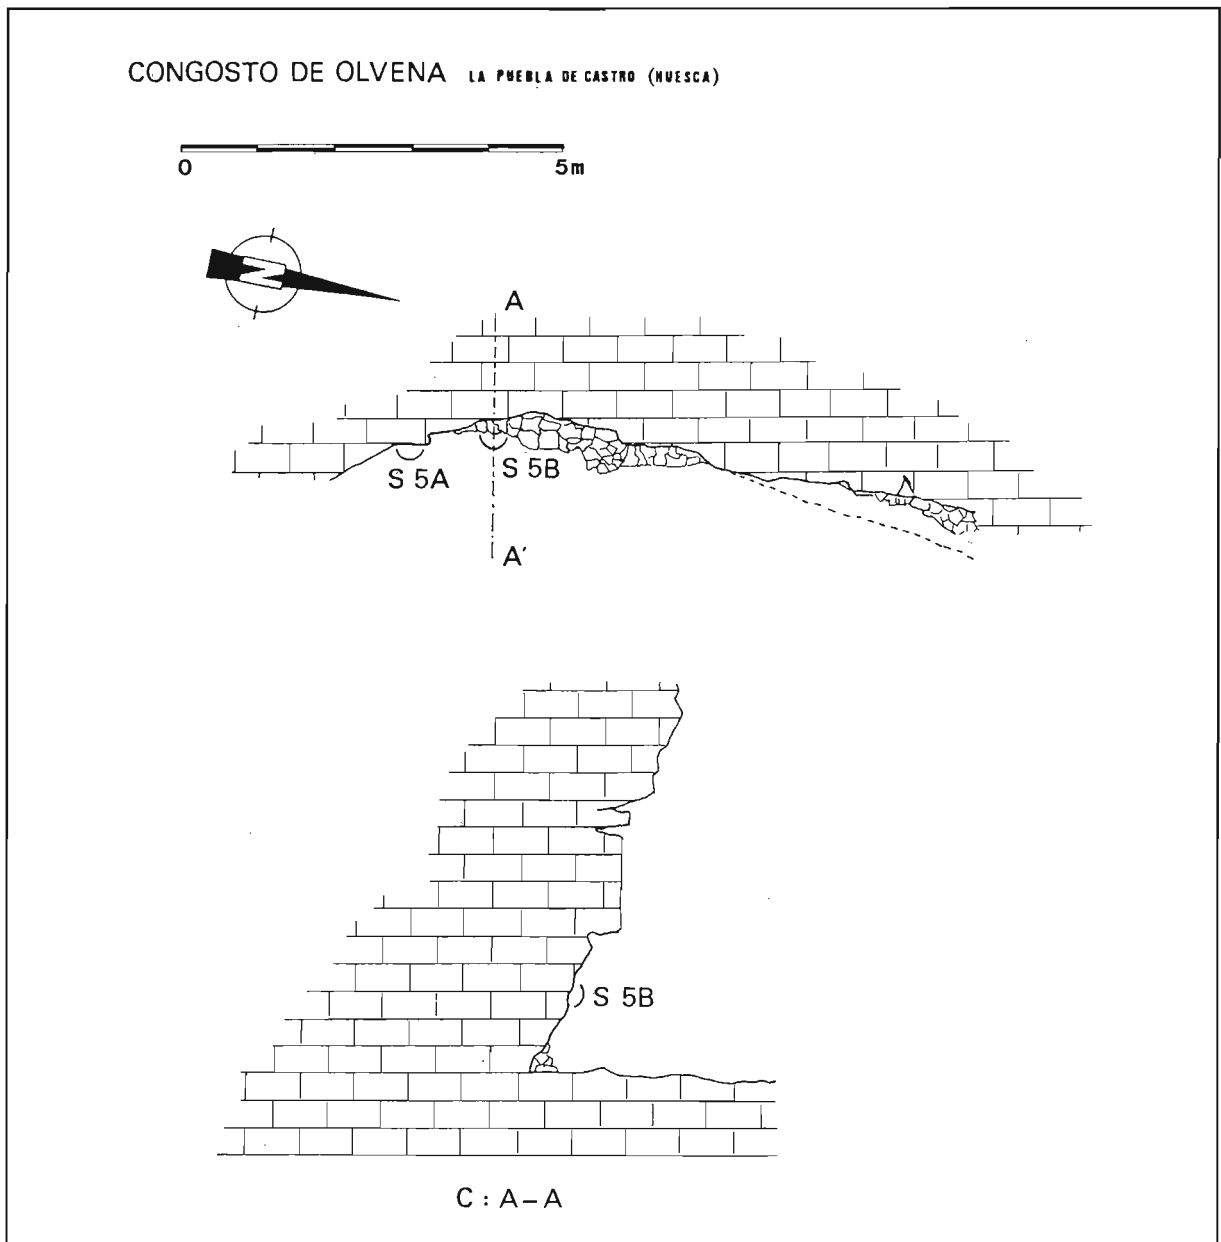 CONGOSTO DE OLVENA LA PUEBLA DE CASTRO (HUESCA)
0 5m
N
A
S 5A S 5B
A'
S 5B
C : A – A